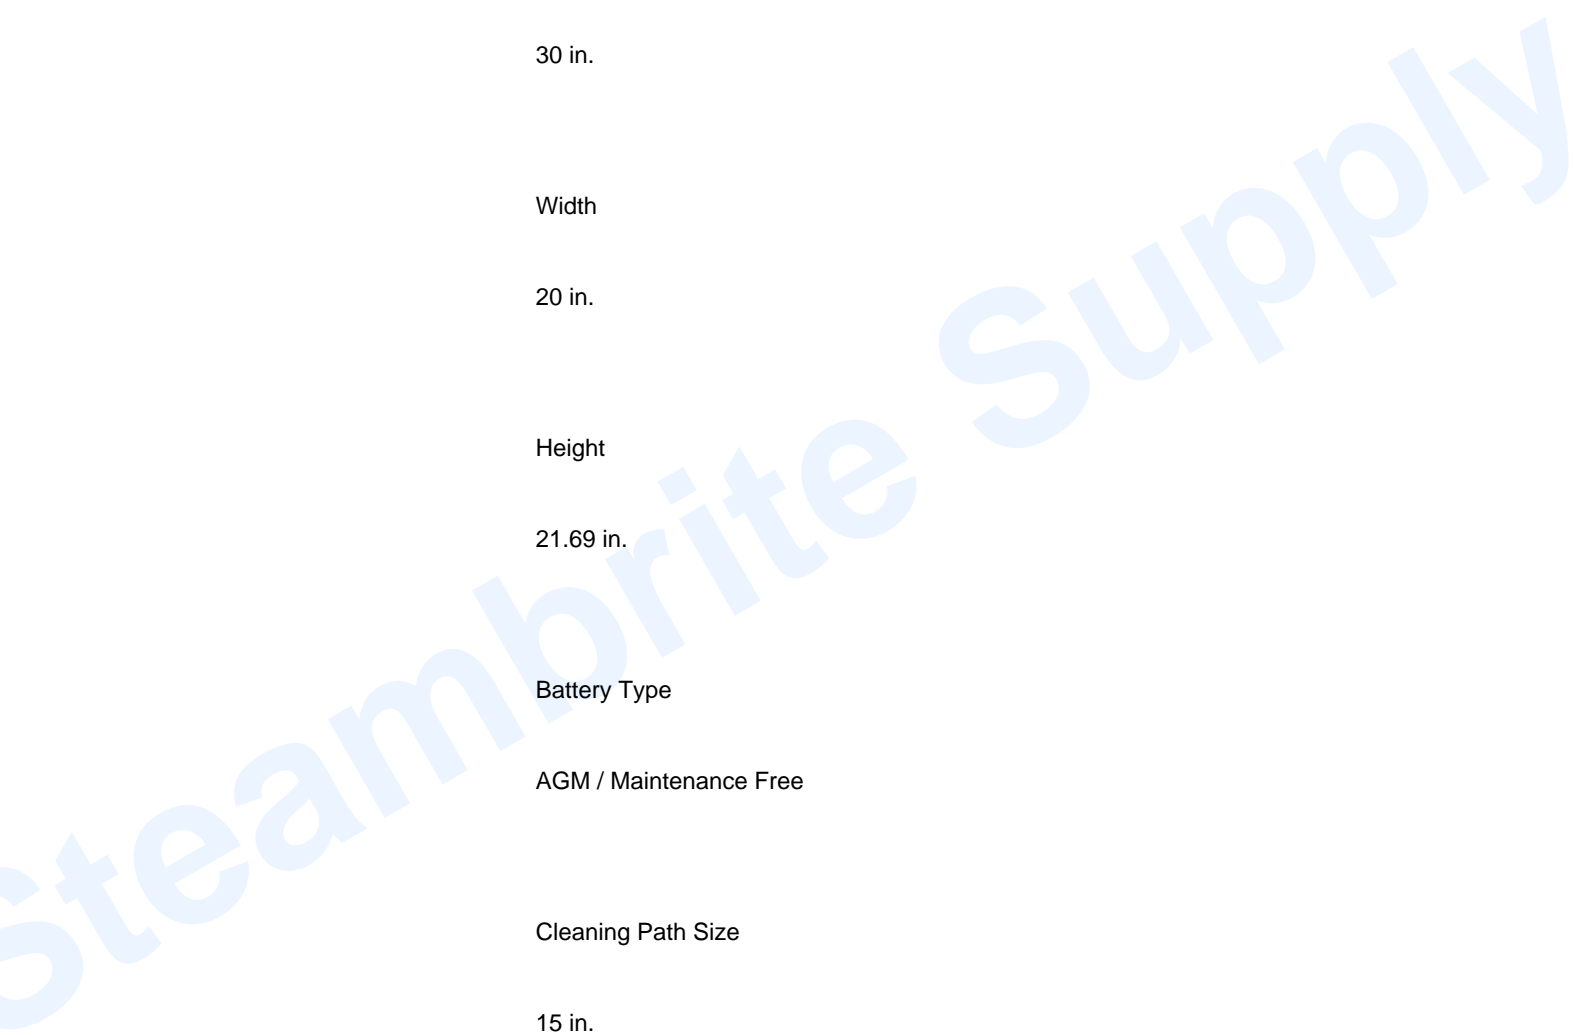 30 in.
Width
20 in.
Height
21.69 in.
Battery Type
AGM / Maintenance Free
Cleaning Path Size
15 in.
Steambrite Supply